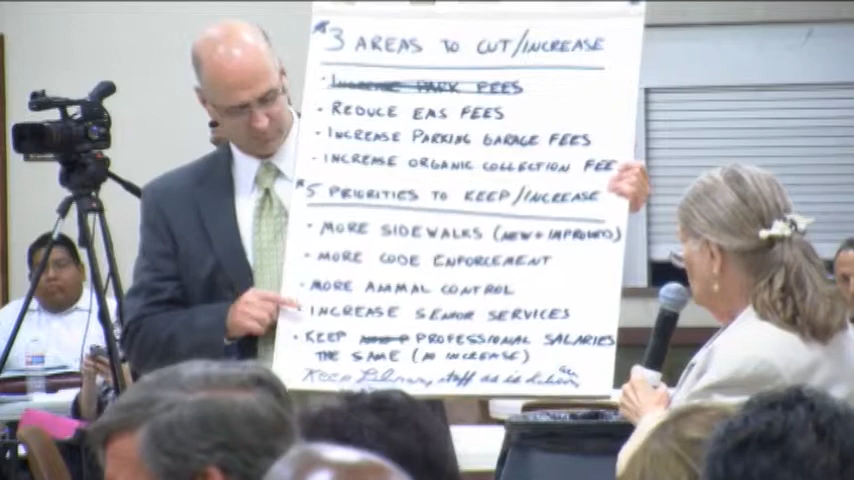 #3 AREAS TO CUT/INCREASE
· INCREASE PARK FEES
· REDUCE EAS FEES
· INCREASE PARKING GARAGE FEES
· INCREASE ORGANIC COLLECTION FEE
#5 PRIORITIES TO KEEP/INCREASE
· MORE SIDEWALKS (NEW + IMPROVED)
· MORE CODE ENFORCEMENT
· MORE ANIMAL CONTROL
· INCREASE SENIOR SERVICES
· KEEP PROFESSIONAL SALARIES
THE SAME (NO INCREASE)
Keep Library staff as is